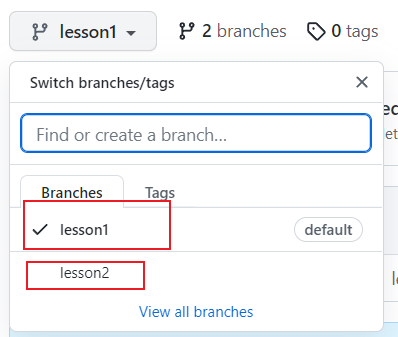 lesson1 2 branches 0 tags
Switch branches/tags
Find or create a branch...
Branches Tags
lesson1 default
lesson2
View all branches